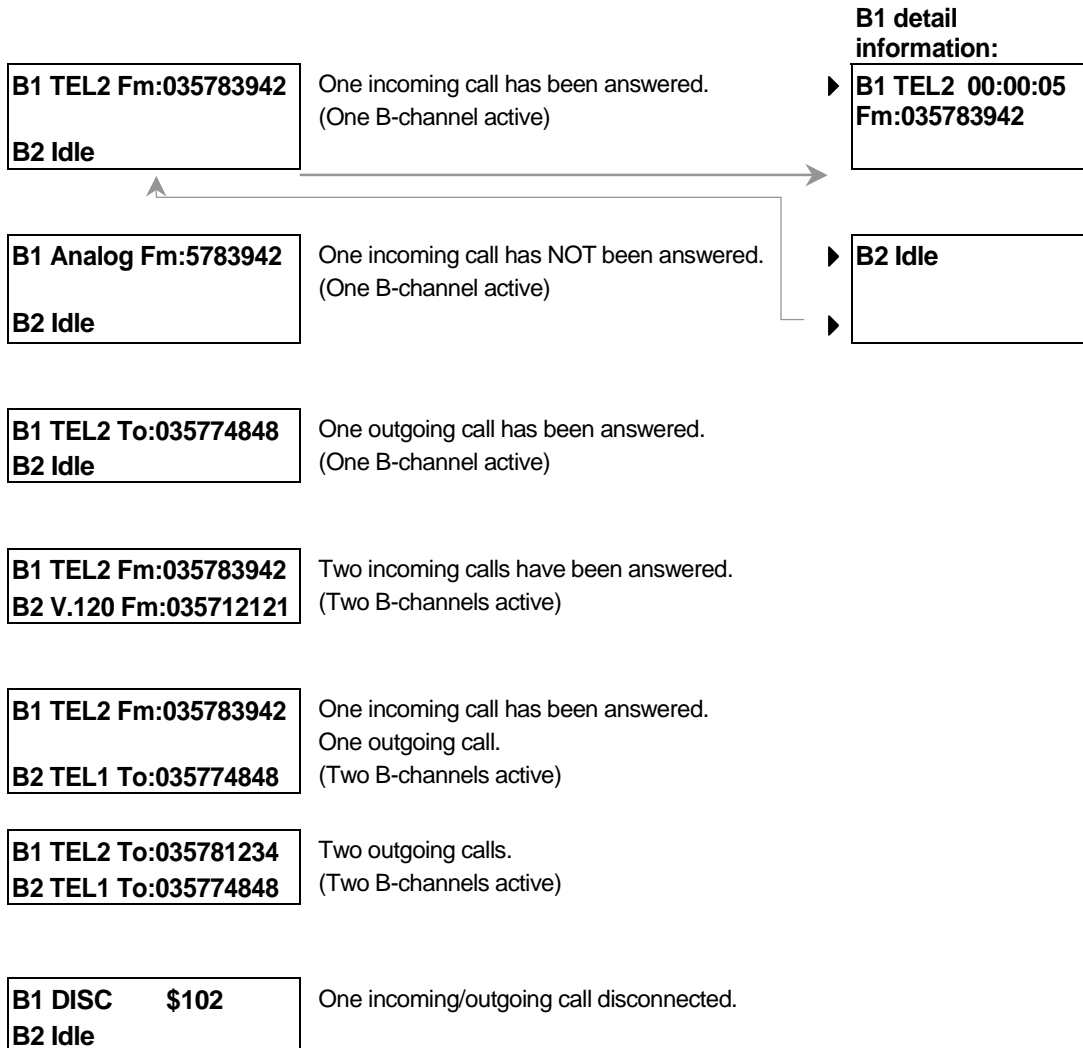 B1 detail
information:
B1 TEL2 Fm:035783942
B2 Idle
One incoming call has been answered.
(One B-channel active)
B1 TEL2 00:00:05
Fm:035783942
B1 Analog Fm:5783942
B2 Idle
One incoming call has NOT been answered.
(One B-channel active)
B2 Idle
B1 TEL2 To:035774848
B2 Idle
One outgoing call has been answered.
(One B-channel active)
B1 TEL2 Fm:035783942
B2 V.120 Fm:035712121
Two incoming calls have been answered.
(Two B-channels active)
B1 TEL2 Fm:035783942
B2 TEL1 To:035774848
One incoming call has been answered.
One outgoing call.
(Two B-channels active)
B1 TEL2 To:035781234
B2 TEL1 To:035774848
Two outgoing calls.
(Two B-channels active)
B1 DISC $102
B2 Idle
One incoming/outgoing call disconnected.